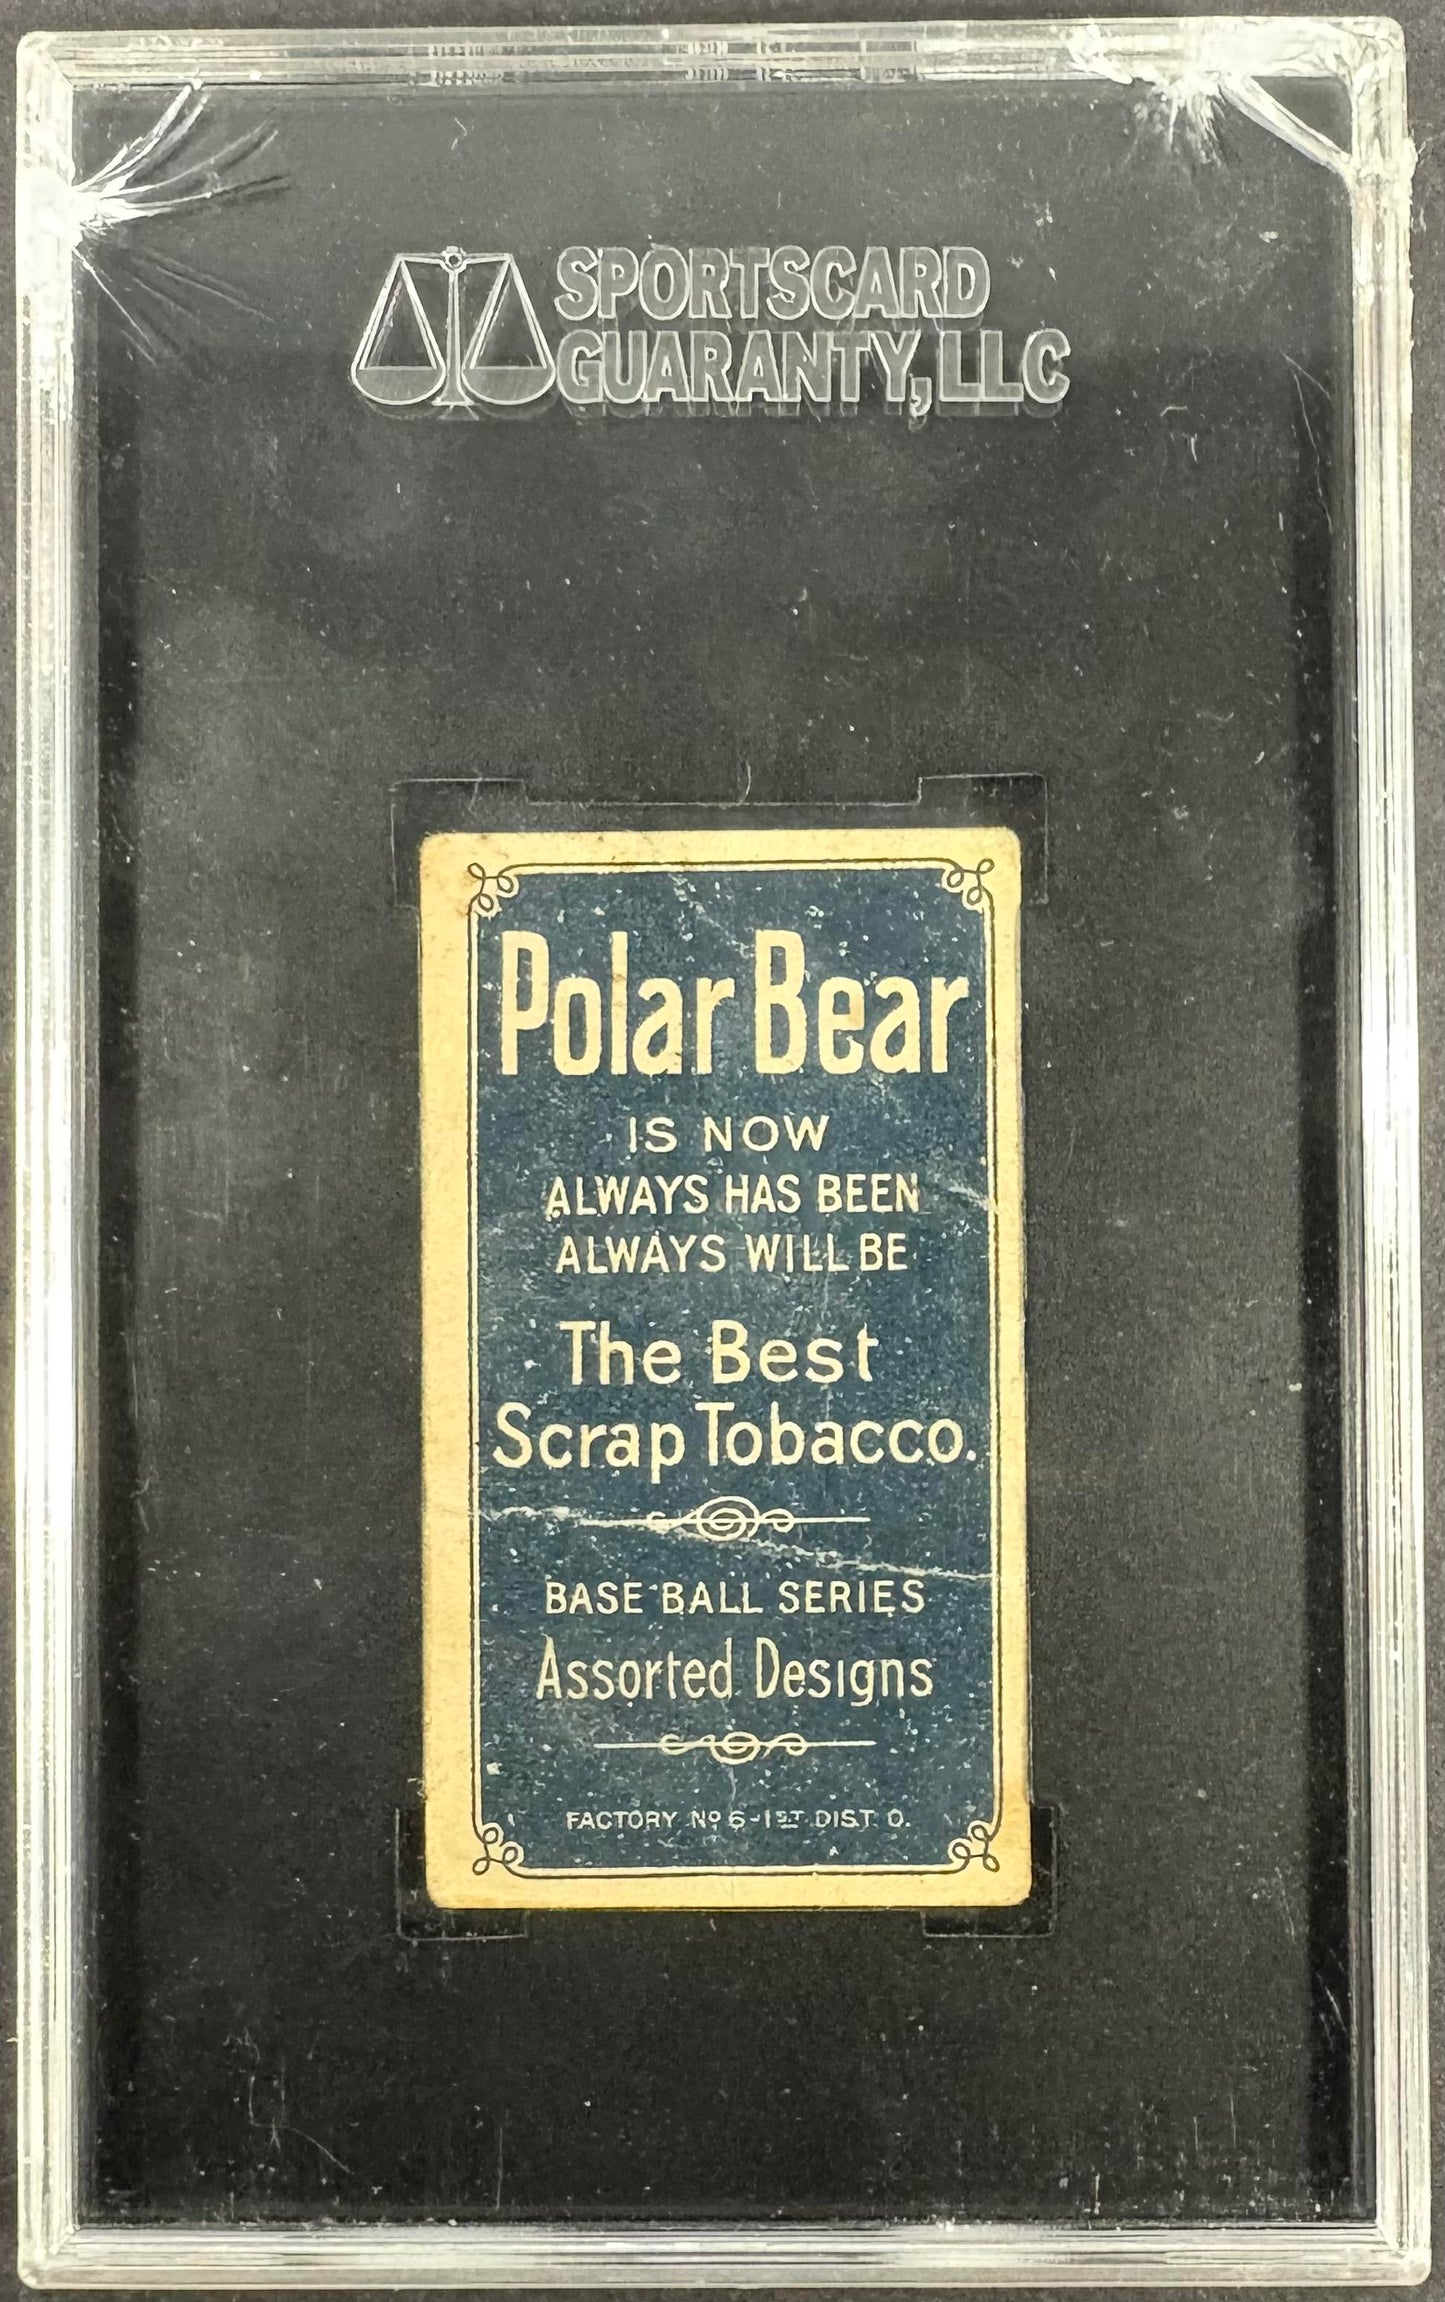 SPORTSCARD
GUARANTY, LLC
Polar Bear
IS NOW
ALWAYS HAS BEEN
ALWAYS WILL BE
The Best
Scrap Tobacco.
BASE BALL SERIES
Assorted Designs
FACTORY Nº 6-1ST DIST. O.